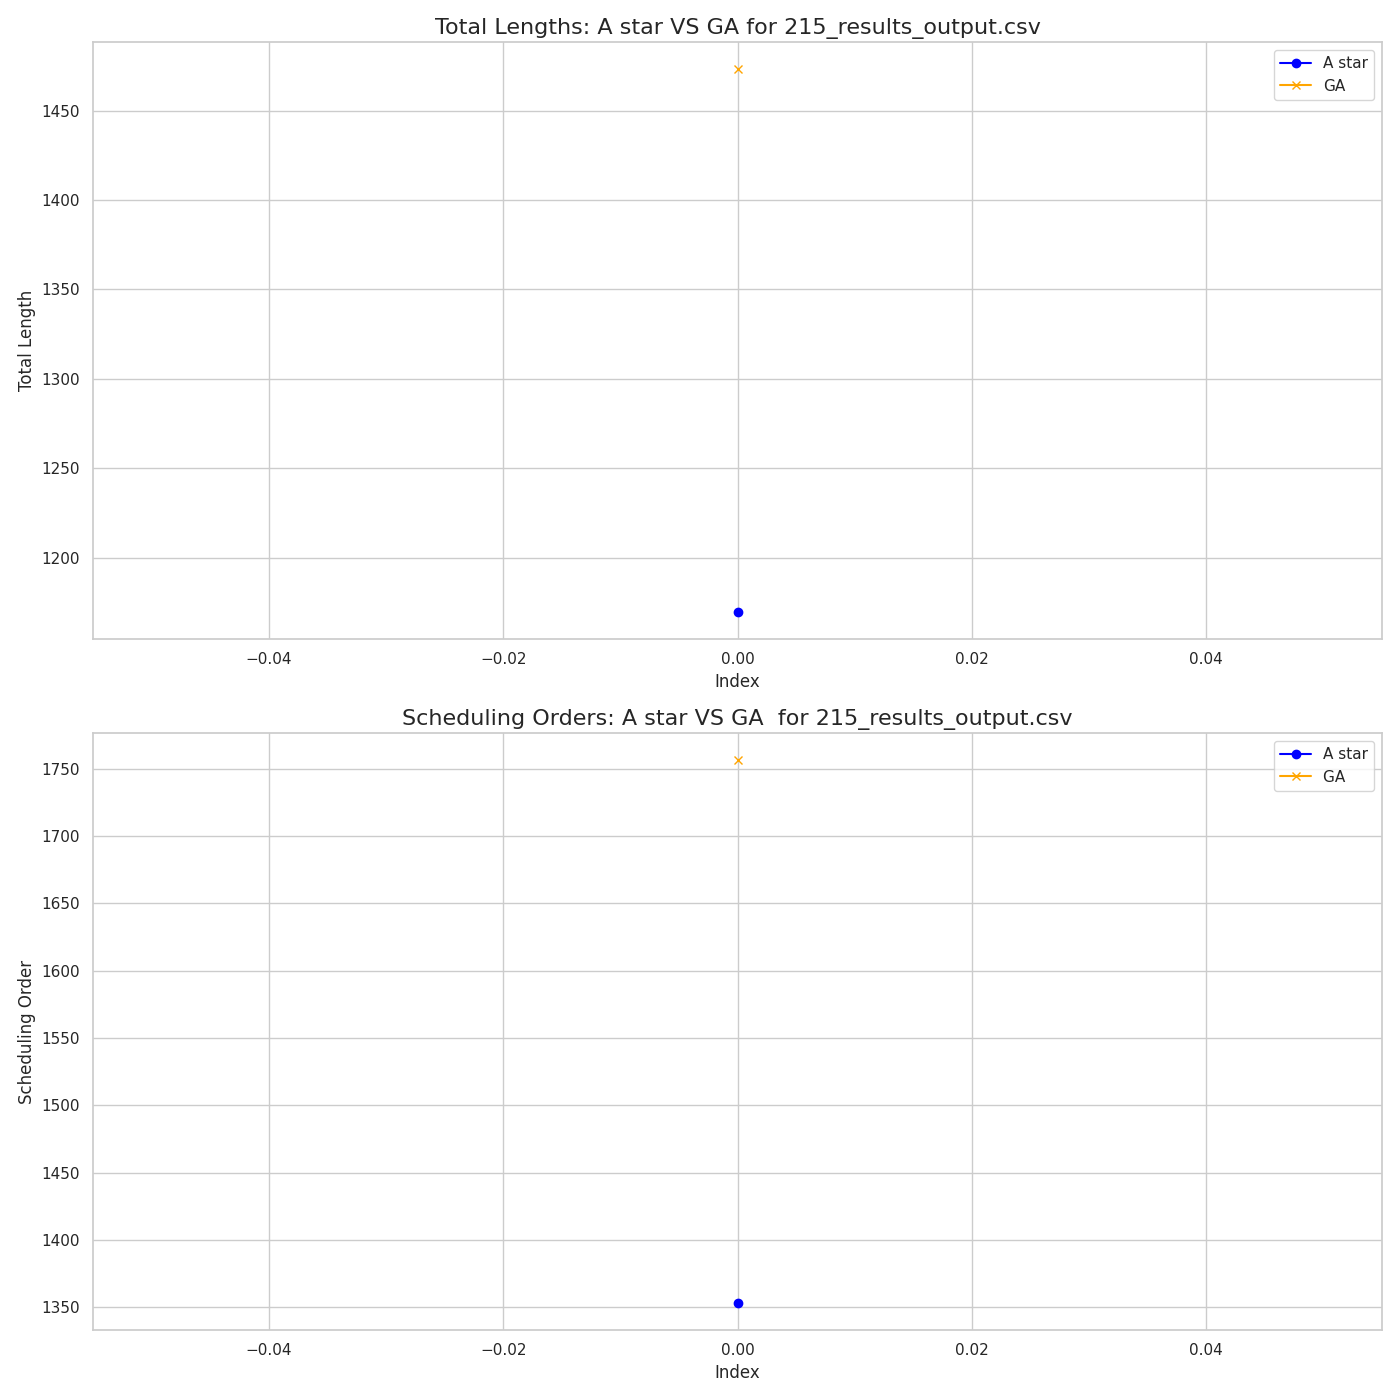 Total Lengths: A star VS GA for 215_results_output.csv
A star
GA
1450
1400
1350
1300
1250
1200
Total Length
−0.04
−0.02
0.00
0.02
0.04
Index
Scheduling Orders: A star VS GA  for 215_results_output.csv
A star
GA
1750
1700
1650
1600
1550
1500
1450
1400
1350
Scheduling Order
−0.04
−0.02
0.00
0.02
0.04
Index